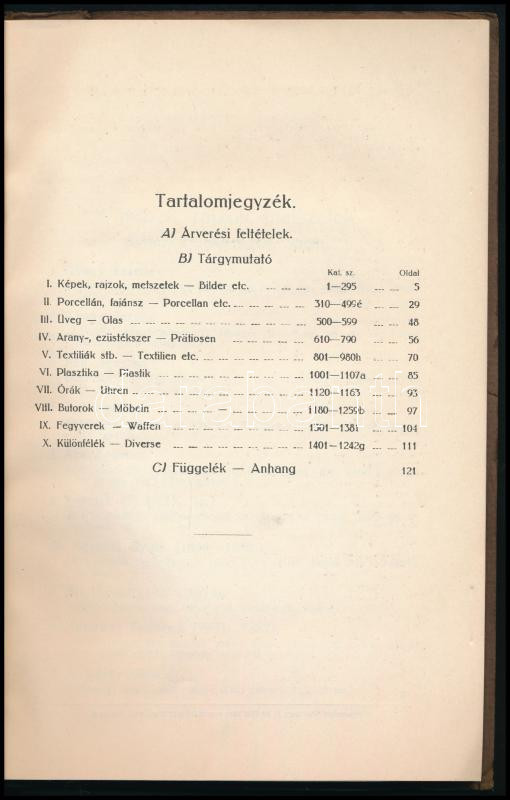 Tartalomjegyzék.
A) Árverési feltételek.
B) Tárgymutató
Kat. sz. Oldal
I. Képek, rajzok, metszetek — Bilder etc. 1—295 5
II. Porcellán, fajánsz — Porcellan etc. 310—499é 29
III. Üveg — Glas 500—599 48
IV. Arany-, ezüstékszer — Prätiosen 610—790 56
V. Textiliák stb. — Textilien etc. 801—980h 70
VI. Plasztika — Plastik 1001—1107a 85
VII. Órák — Uhren 1120—1163 93
VIII. Butorok — Möbeln 1180—1259b 97
IX. Fegyverek — Waffen 1301—1381 104
X. Különfélék — Diverse 1401—1242g 111
C) Függelék — Anhang 121